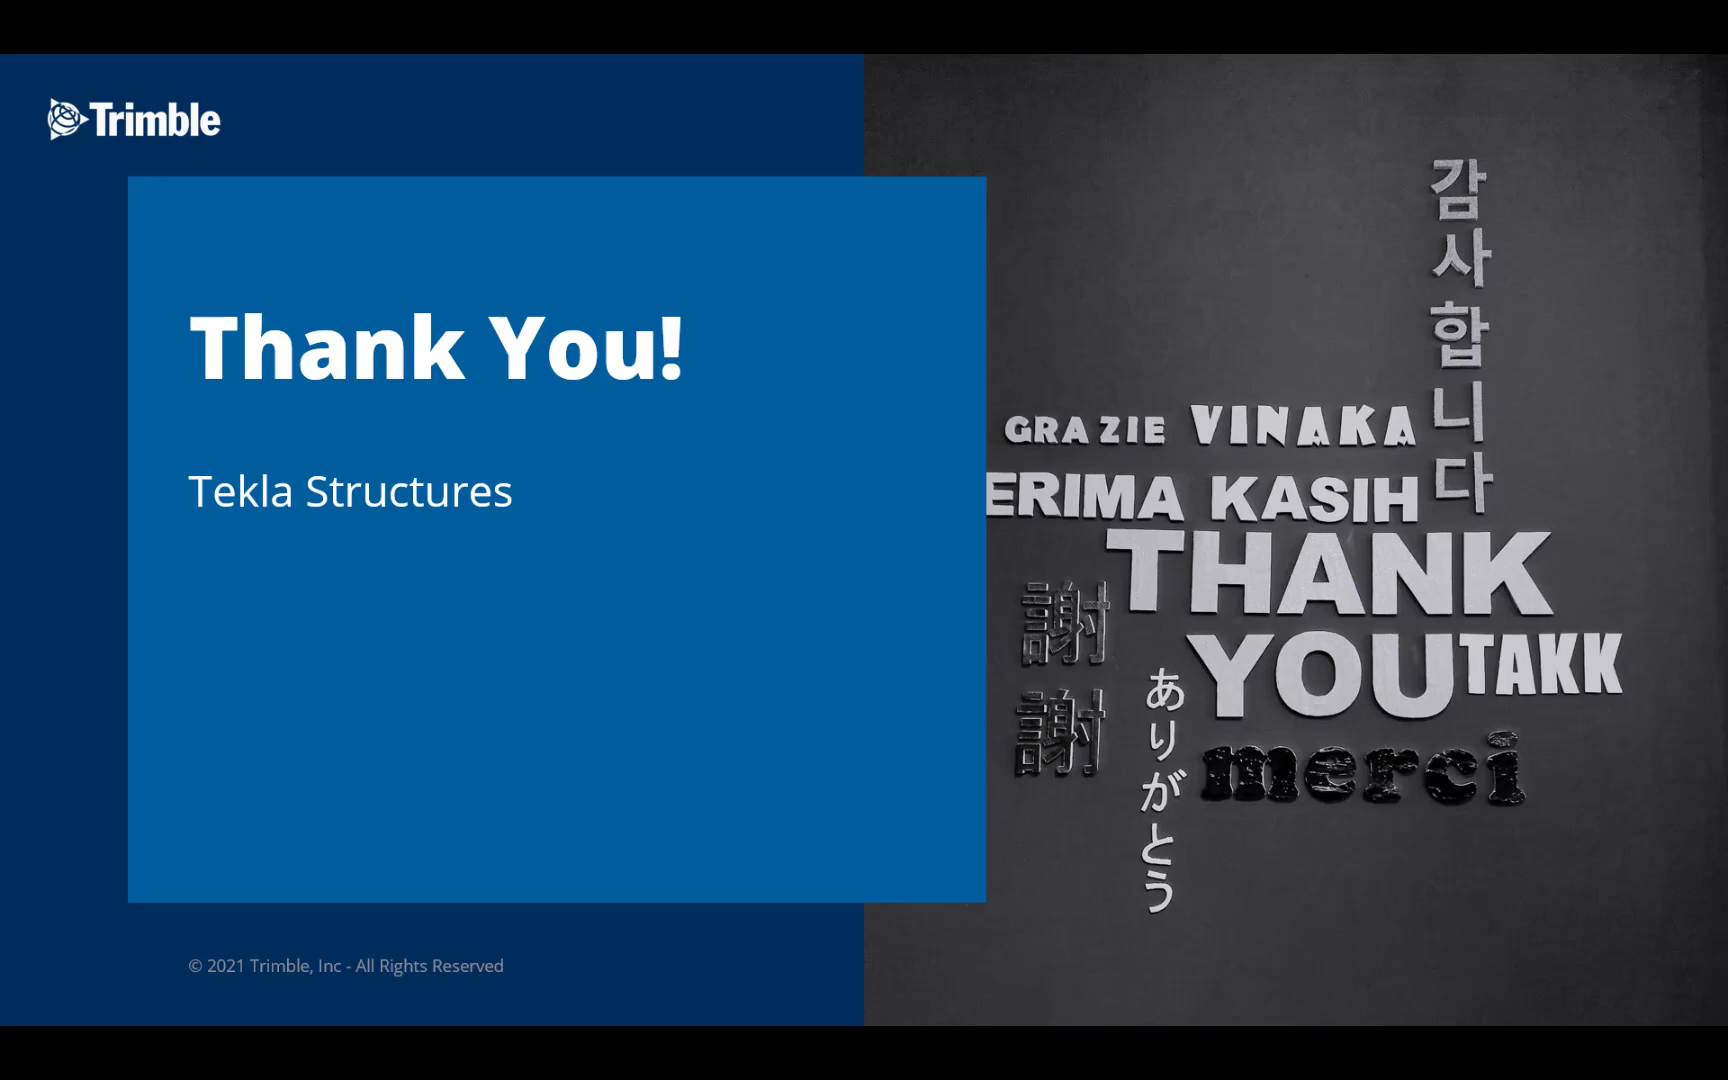 Trimble
Thank You!
Tekla Structures
© 2021 Trimble, Inc - All Rights Reserved
감사합니다
GRAZIE VINAKA
ERIMA KASIH
THANK
YOU
TAKK
謝謝
ありがとう
merci